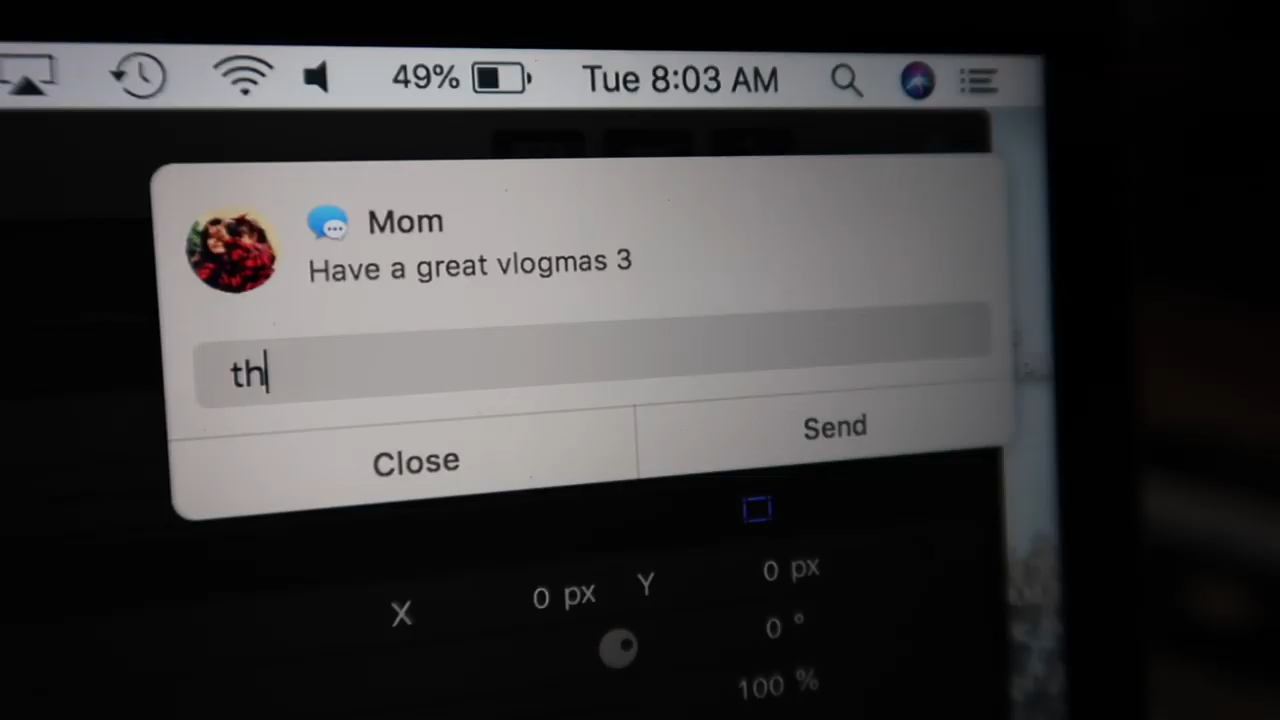 49% Tue 8:03 AM
Mom
Have a great vlogmas 3
th
Close Send
X 0 px Y 0 px
0 °
100 %